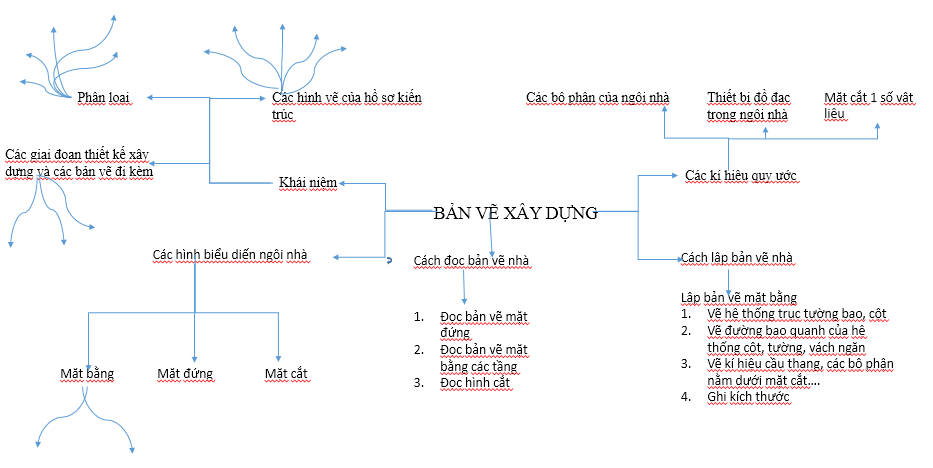 Phân loại
Các hình vẽ của hồ sơ kiến
trúc
Các bộ phận của ngôi nhà
Thiết bị đồ đạc
trong ngôi nhà
Mặt cắt 1 số vật
liệu
Các giai đoạn thiết kế xây
dựng và các bản vẽ đi kèm
Khái niệm
Các kí hiệu quy ước
BẢN VẼ XÂY DỰNG
Các hình biểu diến ngôi nhà
Cách đọc bản vẽ nhà
Cách lập bản vẽ nhà
1. Đọc bản vẽ mặt
đứng
2. Đọc bản vẽ mặt
bằng các tầng
3. Đọc hình cắt
Lập bản vẽ mặt bằng
1. Vẽ hệ thống trục tường bao, cột
2. Vẽ đường bao quanh của hệ
thống cột, tường, vách ngăn
3. Vẽ kí hiệu cầu thang, các bộ phận
nằm dưới mặt cắt....
4. Ghi kích thước
Mặt bằng
Mặt đứng
Mặt cắt